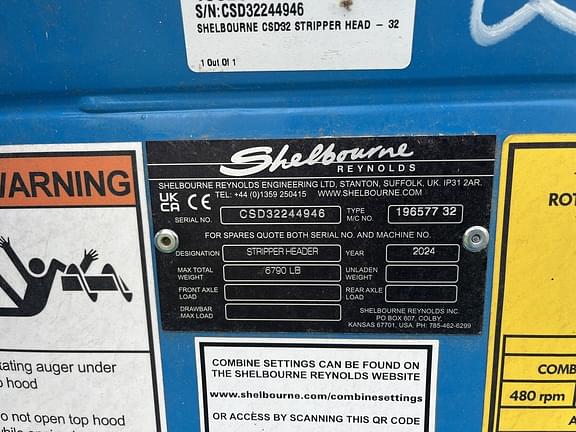 S/N:CSD32244946
SHELBOURNE CSD32 STRIPPER HEAD - 32
1 Out Of 1
WARNING
tating auger under
hood
o not open top hood
Shelbourne
REYNOLDS
SHELBOURNE REYNOLDS ENGINEERING LTD, STANTON, SUFFOLK, UK. IP31 2AR.
TEL: +44 (0)1359 250415 WWW.SHELBOURNE.COM
UK
CA CE
SERIAL NO. CSD32244946 TYPE M/C NO. 196577 32
FOR SPARES QUOTE BOTH SERIAL NO. AND MACHINE NO.
DESIGNATION STRIPPER HEADER YEAR 2024
MAX TOTAL WEIGHT 6790 LB UNLADEN WEIGHT
FRONT AXLE LOAD REAR AXLE LOAD
DRAWBAR MAX LOAD
SHELBOURNE REYNOLDS INC.
PO BOX 607, COLBY,
KANSAS 67701, USA. PH: 785-462-6299
COMBINE SETTINGS CAN BE FOUND ON
THE SHELBOURNE REYNOLDS WEBSITE
www.shelbourne.com/combinesettings
OR ACCESS BY SCANNING THIS QR CODE
ROT
COMB
480 rpm